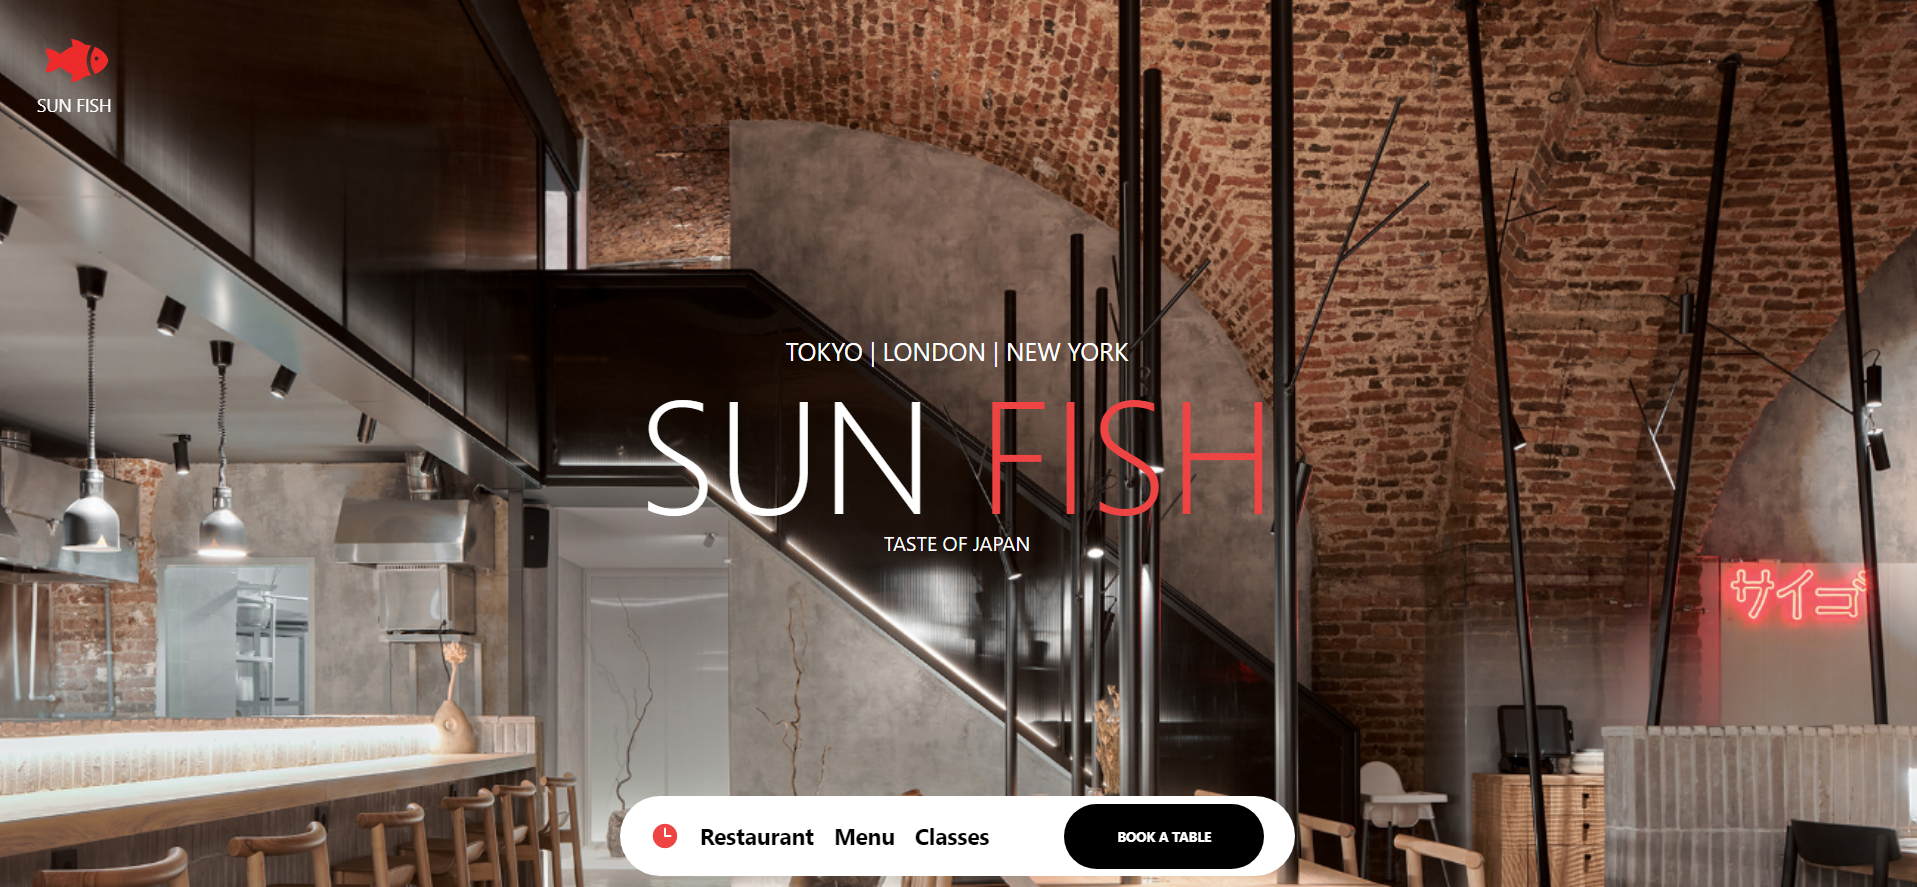 SUN FISH
TOKYO | LONDON | NEW YORK
SUN FISH
TASTE OF JAPAN
サイゴ
Restaurant Menu Classes BOOK A TABLE